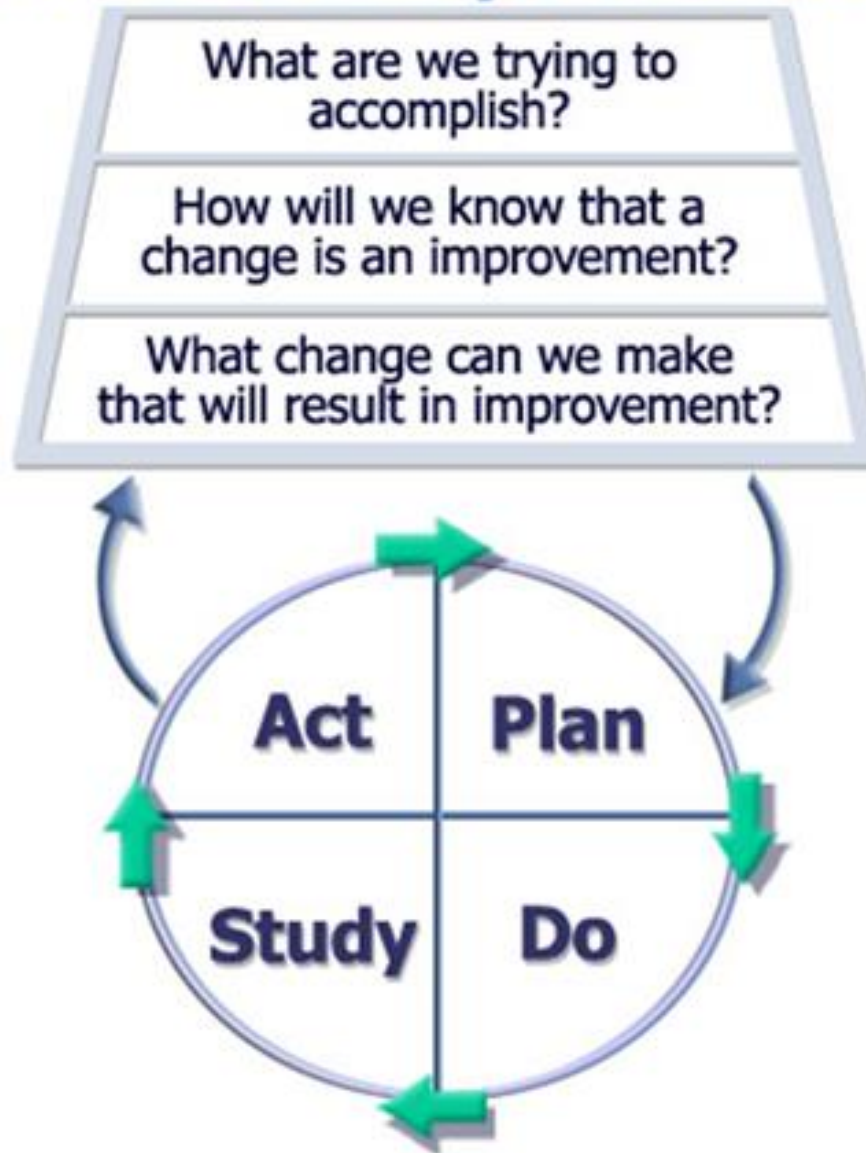 What are we trying to
accomplish?
How will we know that a
change is an improvement?
What change can we make
that will result in improvement?
Act
Plan
Study
Do